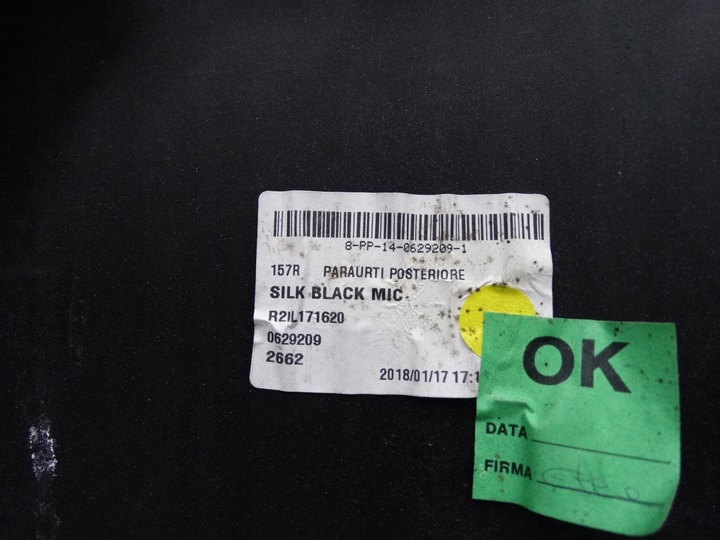 8-PP-14-0629209-1
157R PARAURTI POSTERIORE
SILK BLACK MIC
R2IL171620
0629209
2662
2018/01/17 17:1
OK
DATA
FIRMA